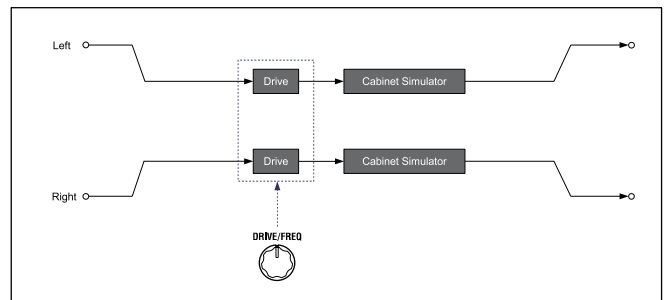 Left
Drive
Cabinet Simulator
Drive
Cabinet Simulator
Right
DRIVE/FREQ